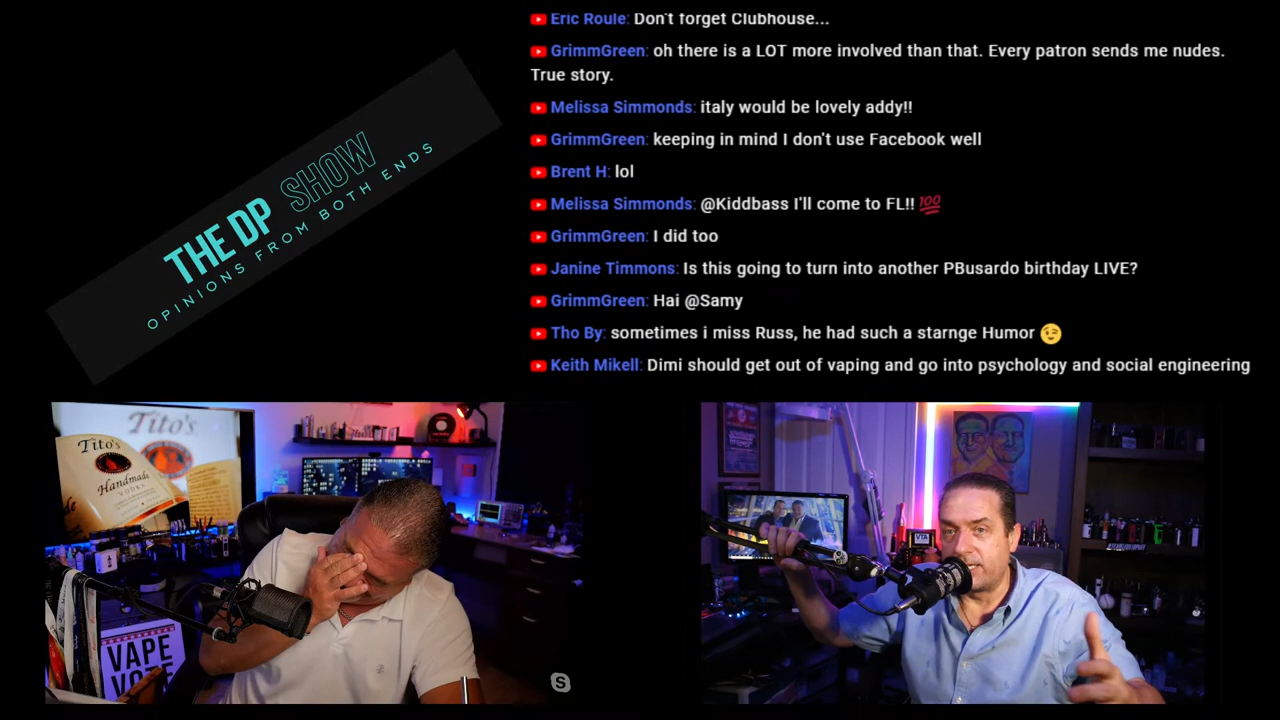 Eric Roule: Don't forget Clubhouse...
GrimmGreen: oh there is a LOT more involved than that. Every patron sends me nudes.
True story.
Melissa Simmonds: italy would be lovely addy!!
GrimmGreen: keeping in mind I don't use Facebook well
Brent H: lol
Melissa Simmonds: @Kiddbass I'll come to FL!! 💯
GrimmGreen: I did too
Janine Timmons: Is this going to turn into another PBusardo birthday LIVE?
GrimmGreen: Hai @Samy
Tho By: sometimes i miss Russ, he had such a starnge Humor 😉
Keith Mikell: Dimi should get out of vaping and go into psychology and social engineering
THE DP SHOW
OPINIONS FROM BOTH ENDS
Tito's
Tito's
Handmade
VODKA
VAPE
VOTE
VTA
S